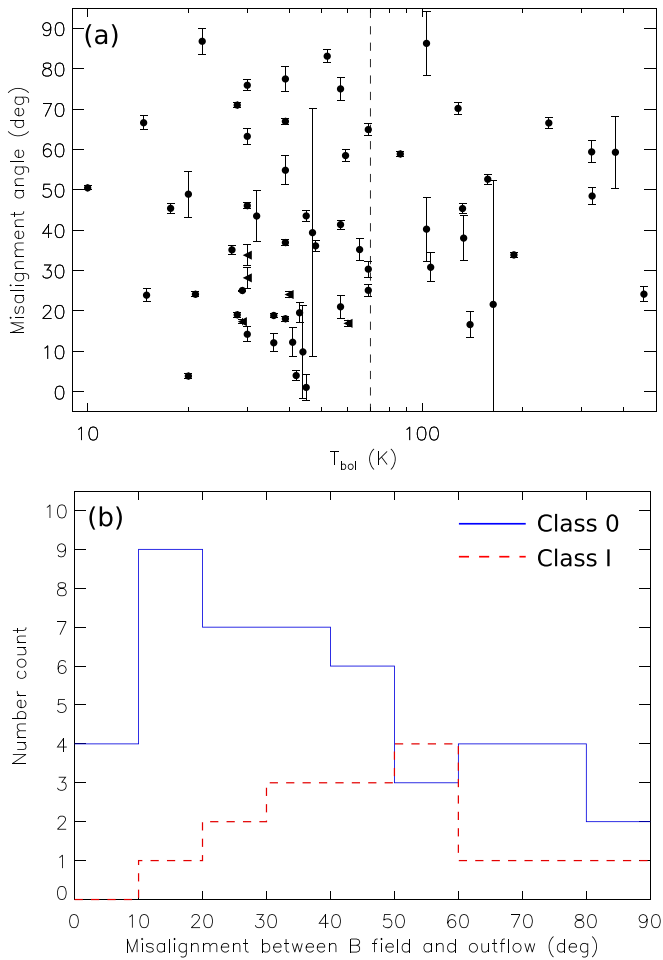 (a)
90
80
70
60
50
40
30
20
10
0
Misalignment angle (deg)
10
100
T_bol (K)
(b)
Class 0
Class I
10
9
8
7
6
5
4
3
2
1
0
Number count
0 10 20 30 40 50 60 70 80 90
Misalignment between B field and outflow (deg)